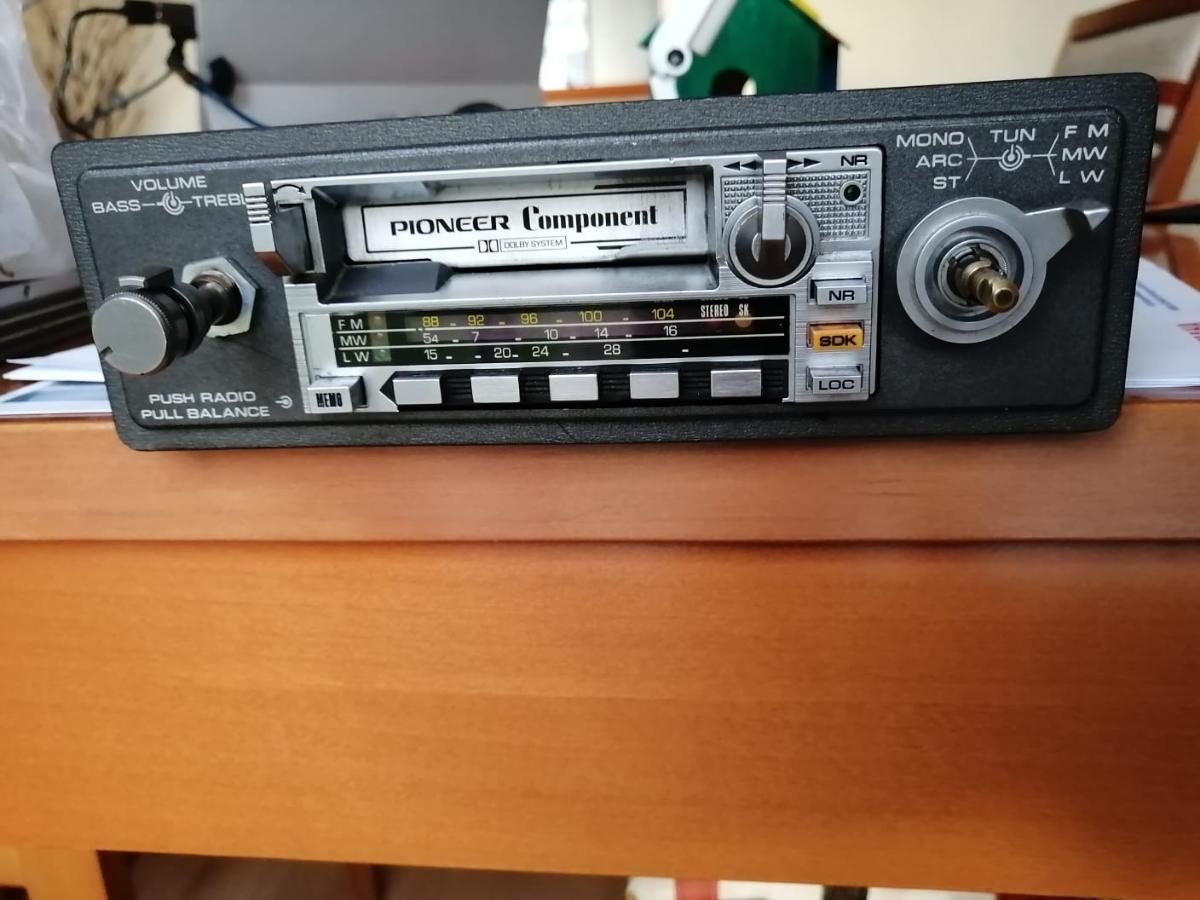 VOLUME
BASS TREBL
PIONEER Component
DOLBY SYSTEM
NR
MONO TUN FM
ARC MW
ST LW
NR
SDK
LOC
FM 88 92 96 100 104 STEREO SK
MW 54 7 10 14 16
LW 15 20 24 28
MEMO
PUSH RADIO
PULL BALANCE